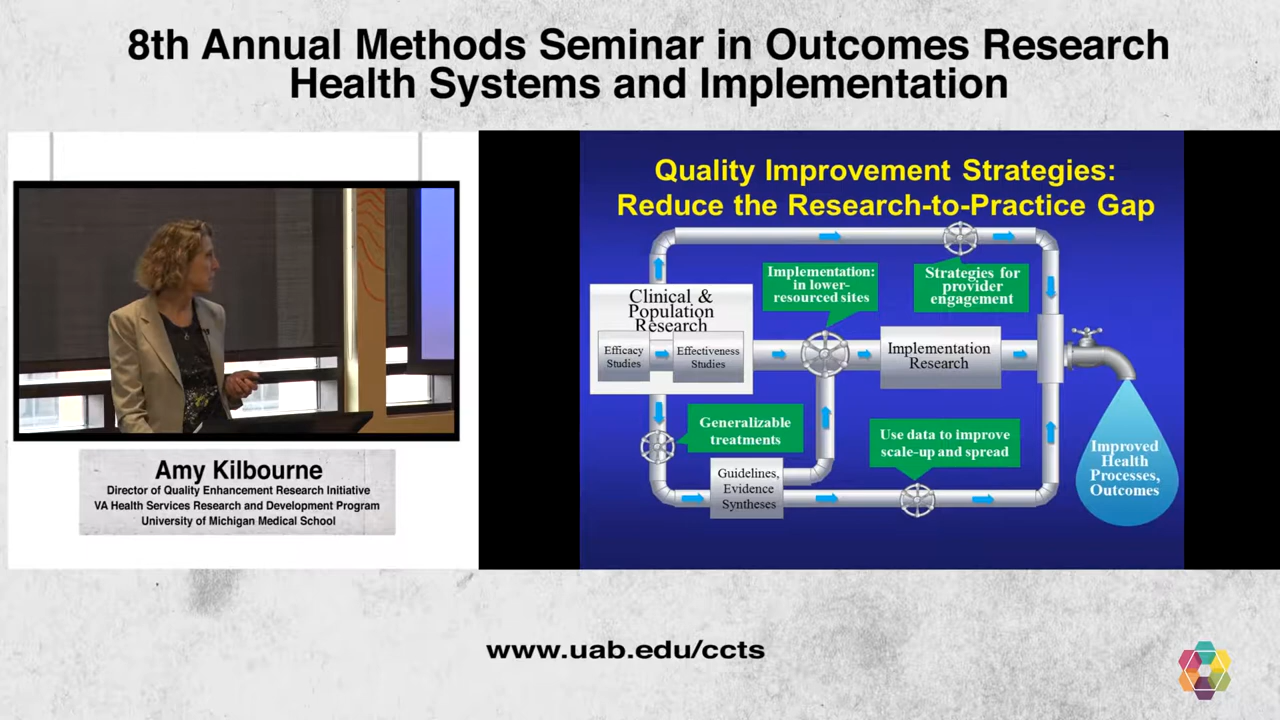 8th Annual Methods Seminar in Outcomes Research
Health Systems and Implementation
Amy Kilbourne
Director of Quality Enhancement Research Initiative
VA Health Services Research and Development Program
University of Michigan Medical School
Quality Improvement Strategies:
Reduce the Research-to-Practice Gap
Clinical &
Population
Research
Efficacy
Studies
Effectiveness
Studies
Implementation:
in lower-
resourced sites
Strategies for
provider
engagement
Implementation
Research
Generalizable
treatments
Guidelines,
Evidence
Syntheses
Use data to improve
scale-up and spread
Improved
Health
Processes,
Outcomes
www.uab.edu/ccts